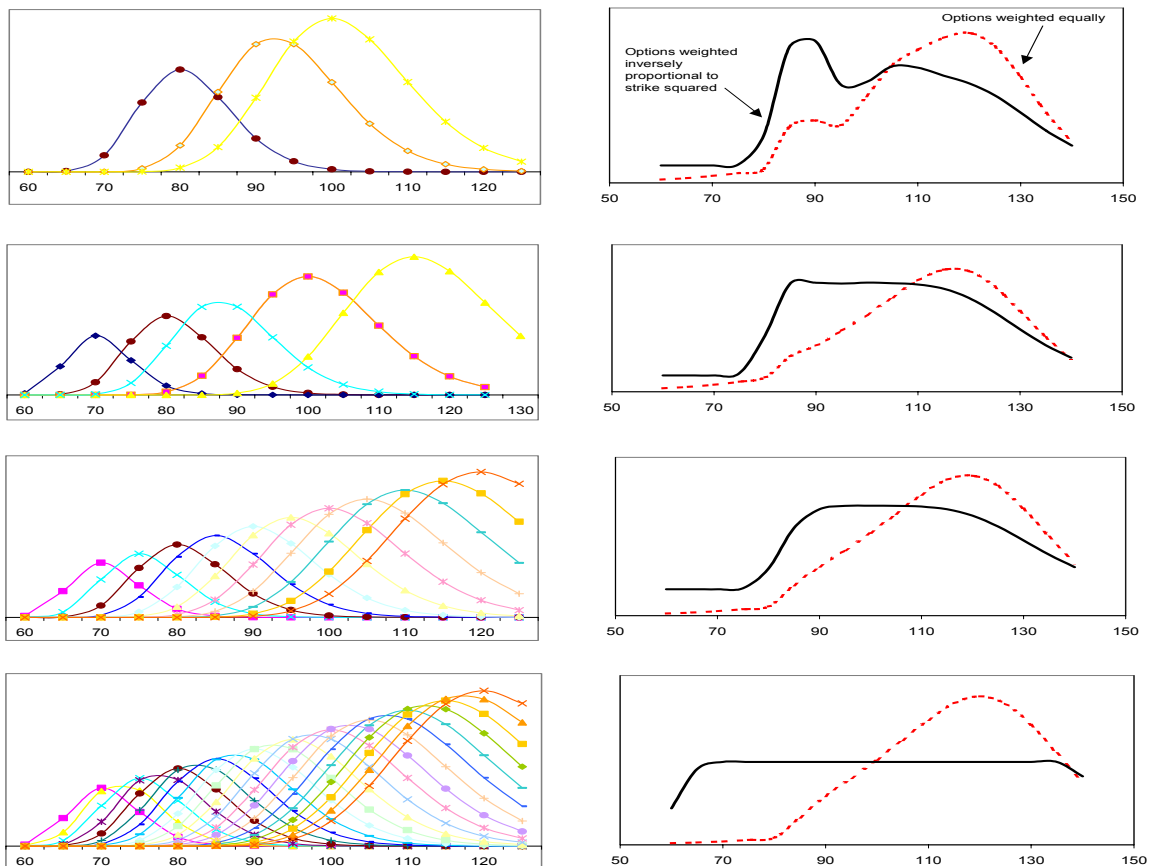 60 70 80 90 100 110 120
Options weighted equally
Options weighted
inversely
proportional to
strike squared
50 70 90 110 130 150
60 70 80 90 100 110 120 130
50 70 90 110 130 150
60 70 80 90 100 110 120
50 70 90 110 130 150
60 70 80 90 100 110 120
50 70 90 110 130 150